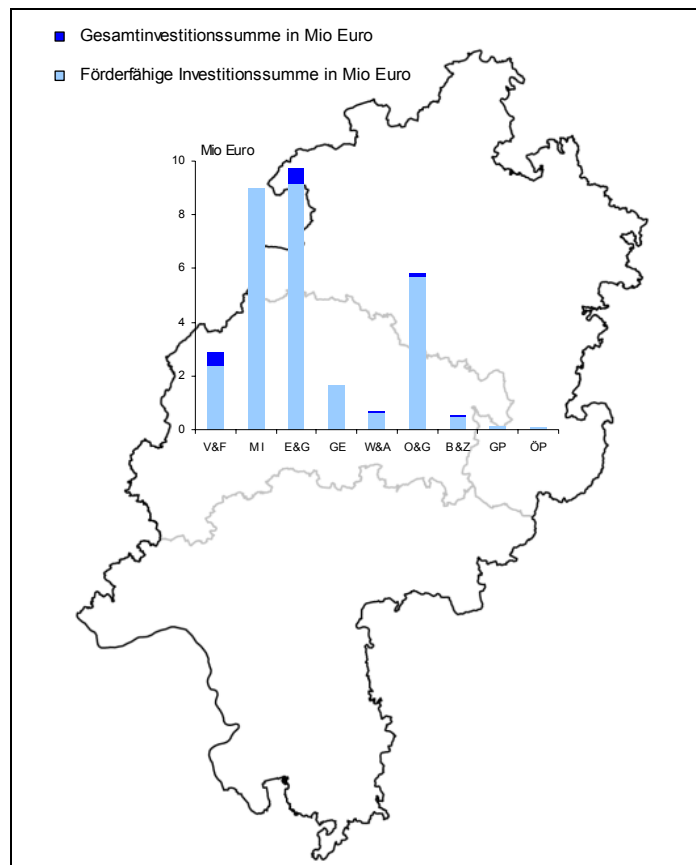 Gesamtinvestitionssumme in Mio Euro
Förderfähige Investitionssumme in Mio Euro
Mio Euro
10
8
6
4
2
0
V&F MI E&G GE W&A O&G B&Z GP ÖP